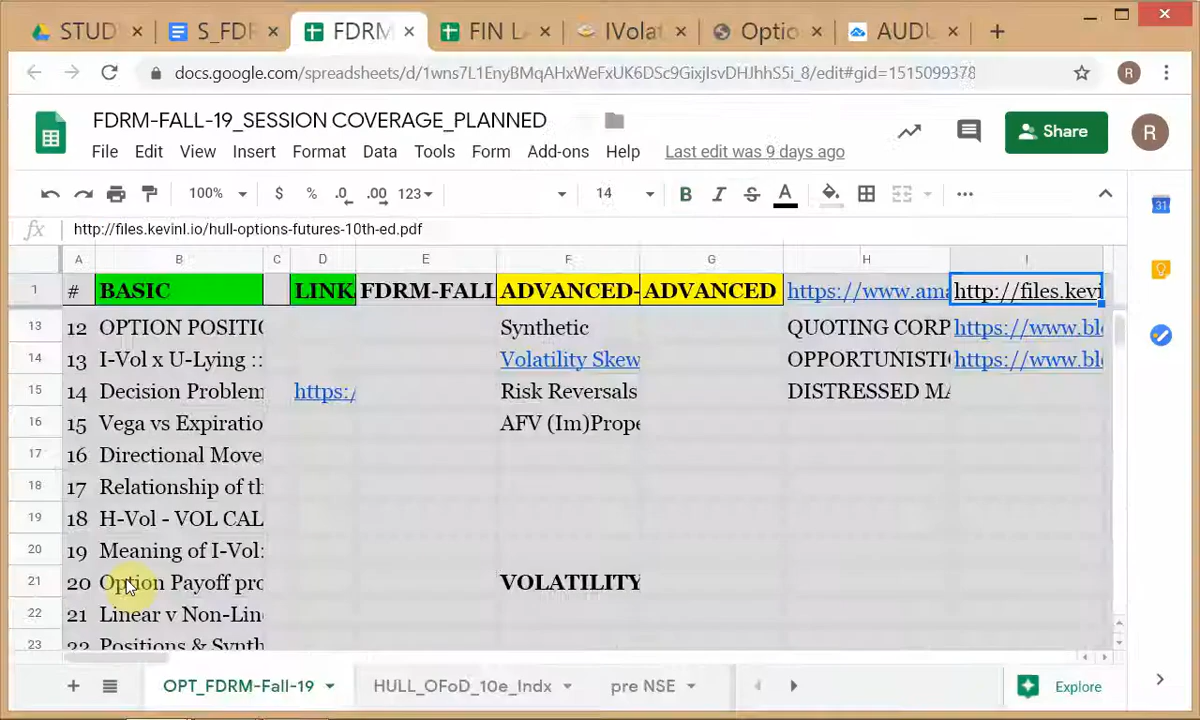 STUD × S_FDR × FDRM × FIN L × IVolat × Optio × AUDU ×
docs.google.com/spreadsheets/d/1wns7L1EnyBMqAHxWeFxUK6DSc9GixjIsvDHJhhS5i_8/edit#gid=1515099378 R
FDRM-FALL-19_SESSION COVERAGE_PLANNED
File Edit View Insert Format Data Tools Form Add-ons Help Last edit was 9 days ago
Share R
100% $ % .0 .00 123 14 B I S A
31
fx http://files.kevinl.io/hull-options-futures-10th-ed.pdf
A B C D E F G H I
1 # BASIC LINK FDRM-FALL ADVANCED- ADVANCED https://www.ama http://files.kevi
13 12 OPTION POSITIO Synthetic QUOTING CORP https://www.bl
14 13 I-Vol x U-Lying :: Volatility Skew OPPORTUNISTI https://www.bl
15 14 Decision Problem https:/ Risk Reversals DISTRESSED MA
16 15 Vega vs Expiratio AFV (Im)Prope
17 16 Directional Move
18 17 Relationship of th
19 18 H-Vol - VOL CAL
20 19 Meaning of I-Vol:
21 20 Option Payoff pro VOLATILITY
22 21 Linear v Non-Lin
23 22 Positions & Synth
OPT_FDRM-Fall-19 HULL_OFoD_10e_Indx pre NSE Explore